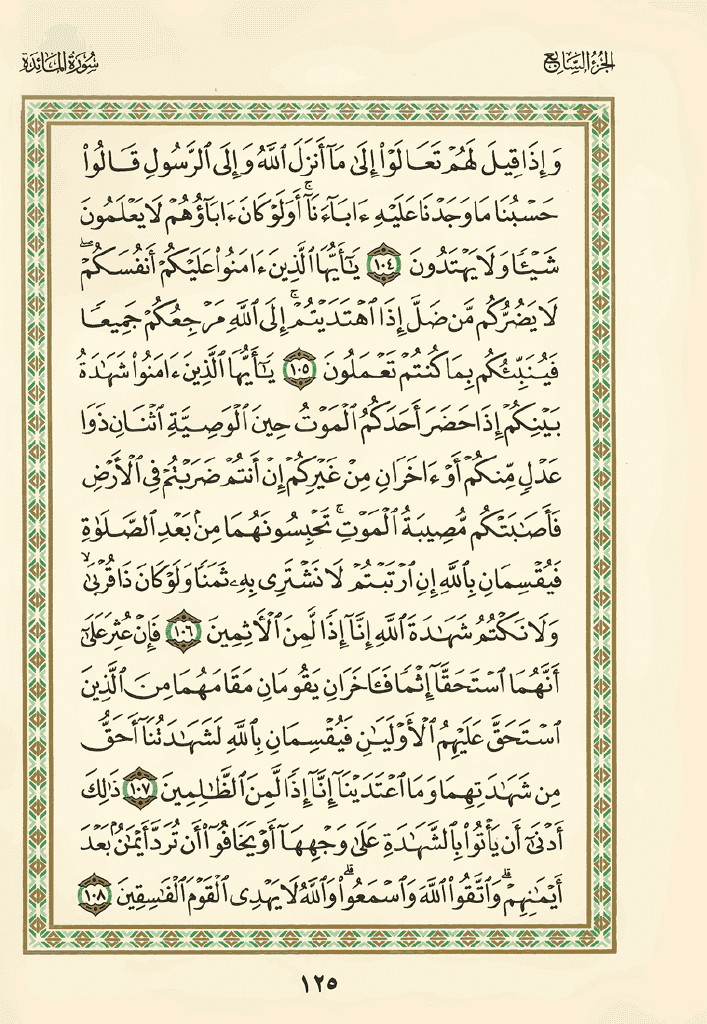 الجزء السابع
سورة المائدة
وَإِذَا قِيلَ لَهُمْ تَعَالَوْا۟ إِلَىٰ مَآ أَنزَلَ ٱللَّهُ وَإِلَى ٱلرَّسُولِ قَالُوا۟
حَسْبُنَا مَا وَجَدْنَا عَلَيْهِ ءَابَآءَنَآ ۚ أَوَلَوْ كَانَ ءَابَآؤُهُمْ لَا يَعْلَمُونَ
شَيْـًٔا وَلَا يَهْتَدُونَ ١٠٤ يَـٰٓأَيُّهَا ٱلَّذِينَ ءَامَنُوا۟ عَلَيْكُمْ أَنفُسَكُمْ ۖ
لَا يَضُرُّكُم مَّن ضَلَّ إِذَا ٱهْتَدَيْتُمْ ۚ إِلَى ٱللَّهِ مَرْجِعُكُمْ جَمِيعًا
فَيُنَبِّئُكُم بِمَا كُنتُمْ تَعْمَلُونَ ١٠٥ يَـٰٓأَيُّهَا ٱلَّذِينَ ءَامَنُوا۟ شَهَـٰدَةُ
بَيْنِكُمْ إِذَا حَضَرَ أَحَدَكُمُ ٱلْمَوْتُ حِينَ ٱلْوَصِيَّةِ ٱثْنَانِ ذَوَا
عَدْلٍ مِّنكُمْ أَوْ ءَاخَرَانِ مِنْ غَيْرِكُمْ إِنْ أَنتُمْ ضَرَبْتُمْ فِى ٱلْأَرْضِ
فَأَصَـٰبَتْكُم مُّصِيبَةُ ٱلْمَوْتِ ۚ تَحْبِسُونَهُمَا مِنۢ بَعْدِ ٱلصَّلَوٰةِ
فَيُقْسِمَانِ بِٱللَّهِ إِنِ ٱرْتَبْتُمْ لَا نَشْتَرِى بِهِۦ ثَمَنًا وَلَوْ كَانَ ذَا قُرْبَىٰ ۙ
وَلَا نَكْتُمُ شَهَـٰدَةَ ٱللَّهِ إِنَّآ إِذًا لَّمِنَ ٱلْـَٔاثِمِينَ ١٠٦ فَإِنْ عُثِرَ عَلَىٰٓ
أَنَّهُمَا ٱسْتَحَقَّآ إِثْمًا فَـَٔاخَرَانِ يَقُومَانِ مَقَامَهُمَا مِنَ ٱلَّذِينَ
ٱسْتَحَقَّ عَلَيْهِمُ ٱلْأَوْلَيَـٰنِ فَيُقْسِمَانِ بِٱللَّهِ لَشَهَـٰدَتُنَآ أَحَقُّ
مِن شَهَـٰدَتِهِمَا وَمَا ٱعْتَدَيْنَآ إِنَّآ إِذًا لَّمِنَ ٱلظَّـٰلِمِينَ ١٠٧ ذَٰلِكَ
أَدْنَىٰٓ أَن يَأْتُوا۟ بِٱلشَّهَـٰدَةِ عَلَىٰ وَجْهِهَآ أَوْ يَخَافُوٓا۟ أَن تُرَدَّ أَيْمَـٰنٌۢ بَعْدَ
أَيْمَـٰنِهِمْ ۗ وَٱتَّقُوا۟ ٱللَّهَ وَٱسْمَعُوا۟ ۗ وَٱللَّهُ لَا يَهْدِى ٱلْقَوْمَ ٱلْفَـٰسِقِينَ ١٠٨
١٢٥